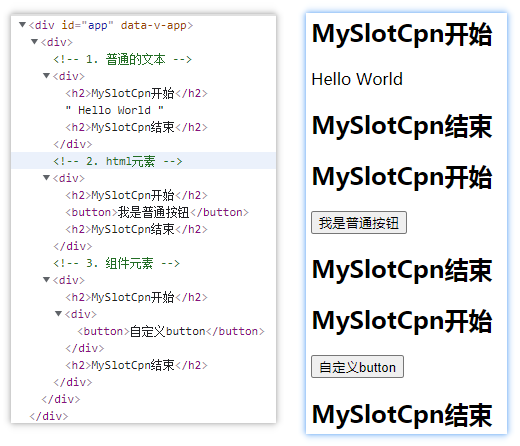 <div id="app" data-v-app>
<div>
<!-- 1. 普通的文本 -->
<div>
<h2>MySlotCpn开始</h2>
" Hello World "
<h2>MySlotCpn结束</h2>
</div>
<!-- 2. html元素 -->
<div>
<h2>MySlotCpn开始</h2>
<button>我是普通按钮</button>
<h2>MySlotCpn结束</h2>
</div>
<!-- 3. 组件元素 -->
<div>
<h2>MySlotCpn开始</h2>
<div>
<button>自定义button</button>
</div>
<h2>MySlotCpn结束</h2>
</div>
</div>
</div>
MySlotCpn开始
Hello World
MySlotCpn结束
MySlotCpn开始
我是普通按钮
MySlotCpn结束
MySlotCpn开始
自定义button
MySlotCpn结束